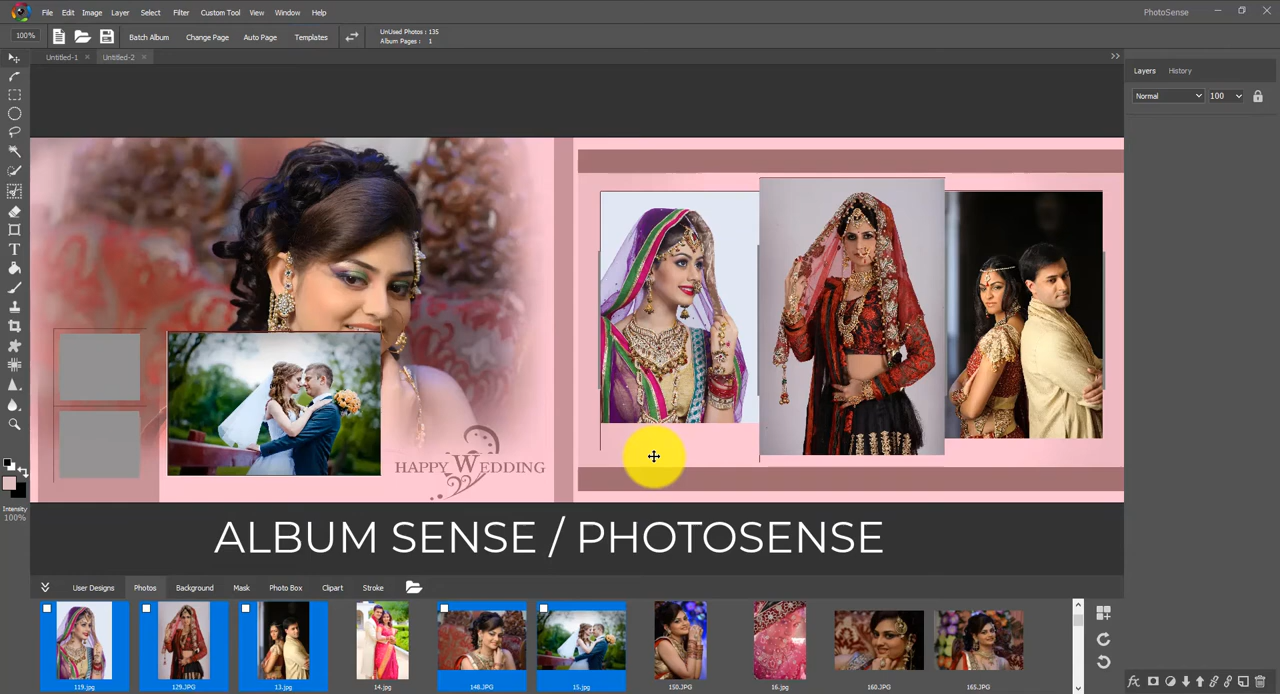 File Edit Image Layer Select Filter Custom Tool View Window Help
PhotoSense
100%
Batch Album Change Page Auto Page Templates
UnUsed Photos : 135
Album Pages : 1
Untitled-1
Untitled-2
Layers History
Normal 100
HAPPY WEDDING
Intensity
100%
ALBUM SENSE / PHOTOSENSE
User Designs Photos Background Mask Photo Box Clipart Stroke
119.jpg 129.JPG 13.jpg 14.jpg 148.JPG 15.jpg 150.JPG 16.jpg 160.JPG 165.JPG
fx